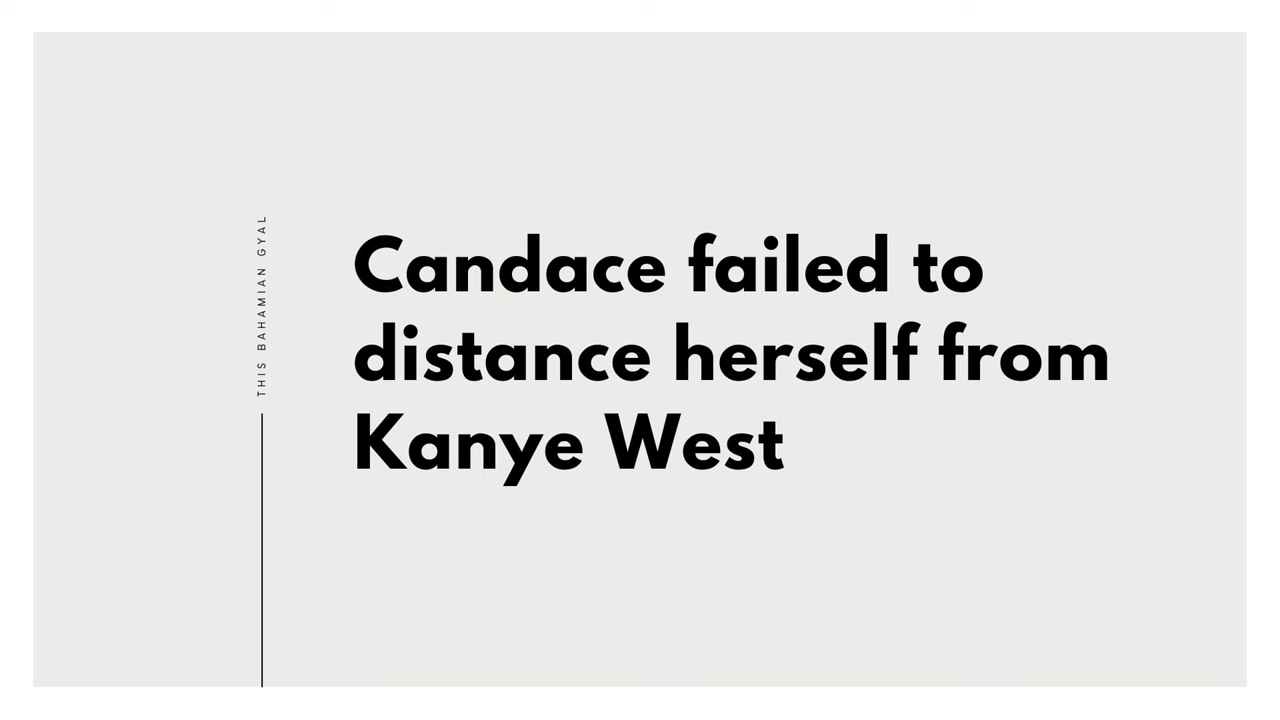 THIS BAHAMIAN GYAL
Candace failed to
distance herself from
Kanye West